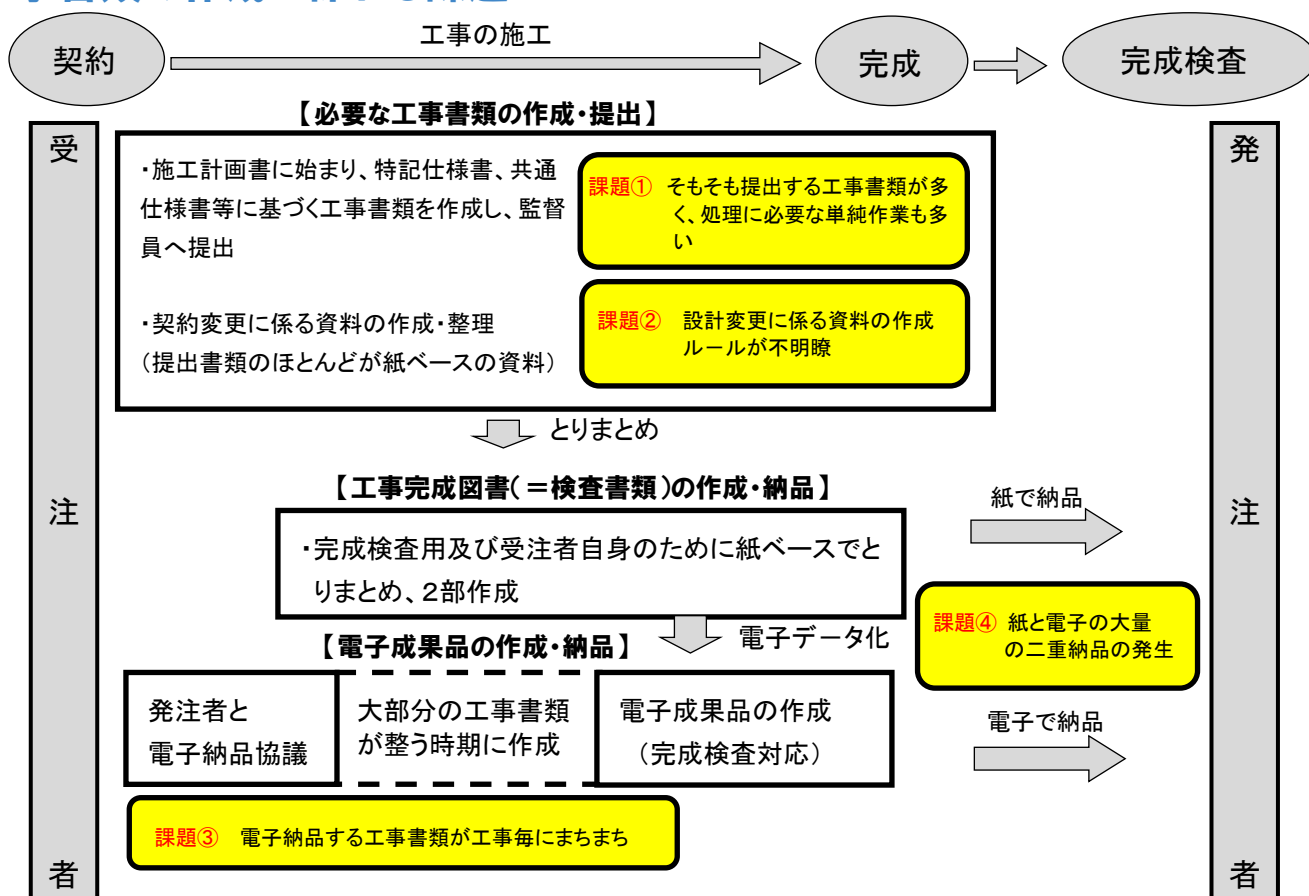 契約
工事の施工
完成
完成検査
【必要な工事書類の作成・提出】
受
注
者
発
注
者
・施工計画書に始まり、特記仕様書、共通
仕様書等に基づく工事書類を作成し、監督
員へ提出
課題① そもそも提出する工事書類が多
く、処理に必要な単純作業も多
い
・契約変更に係る資料の作成・整理
(提出書類のほとんどが紙ベースの資料)
課題② 設計変更に係る資料の作成
ルールが不明瞭
とりまとめ
【工事完成図書(=検査書類)の作成・納品】
・完成検査用及び受注者自身のために紙ベースでと
りまとめ、2部作成
紙で納品
電子データ化
課題④ 紙と電子の大量
の二重納品の発生
【電子成果品の作成・納品】
発注者と
電子納品協議
大部分の工事書類
が整う時期に作成
電子成果品の作成
(完成検査対応)
電子で納品
課題③ 電子納品する工事書類が工事毎にまちまち